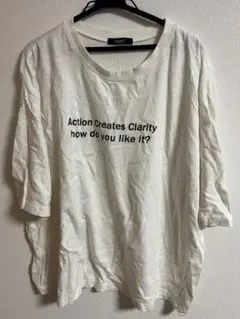 Action Creates Clarity
how do you like it?